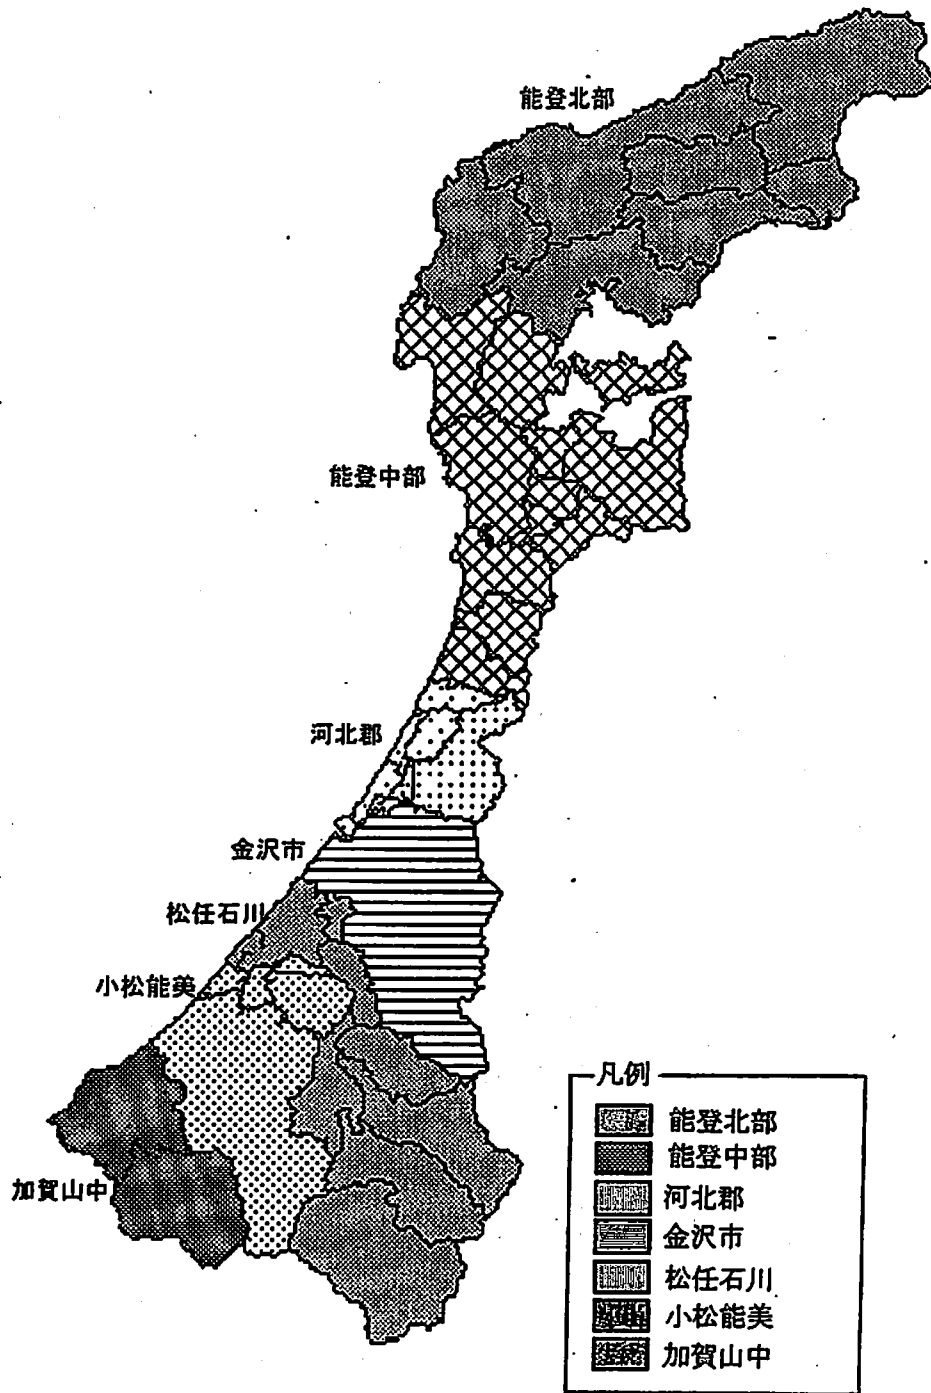 能登北部
能登中部
河北郡
金沢市
松任石川
小松能美
加賀山中
凡例
能登北部
能登中部
河北郡
金沢市
松任石川
小松能美
加賀山中